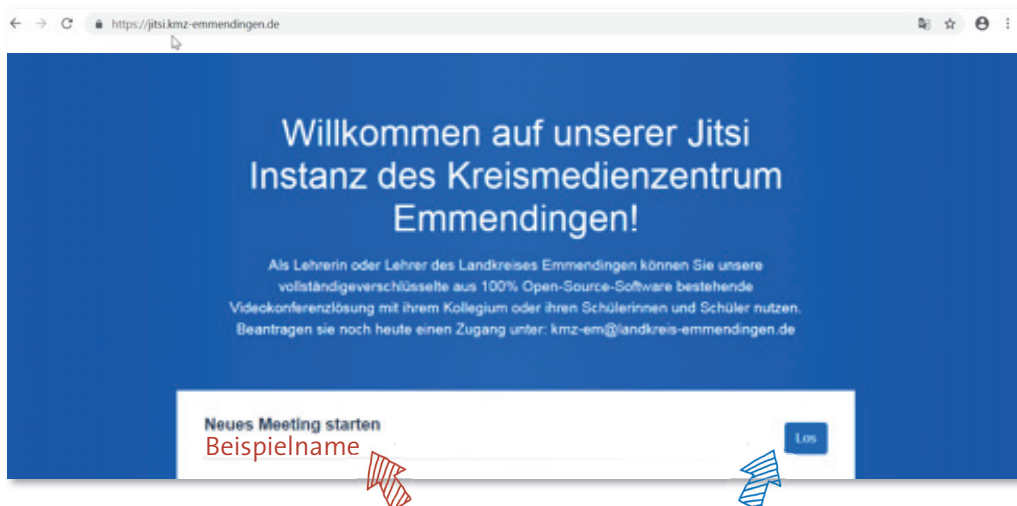 https://jitsi.kmz-emmendingen.de
Willkommen auf unserer Jitsi
Instanz des Kreismedienzentrum
Emmendingen!
Als Lehrerin oder Lehrer des Landkreises Emmendingen können Sie unsere
vollständigeverschlüsselte aus 100% Open-Source-Software bestehende
Videokonferenzlösung mit ihrem Kollegium oder ihren Schülerinnen und Schüler nutzen.
Beantragen sie noch heute einen Zugang unter: kmz-em@landkreis-emmendingen.de
Neues Meeting starten
Beispielname
Los